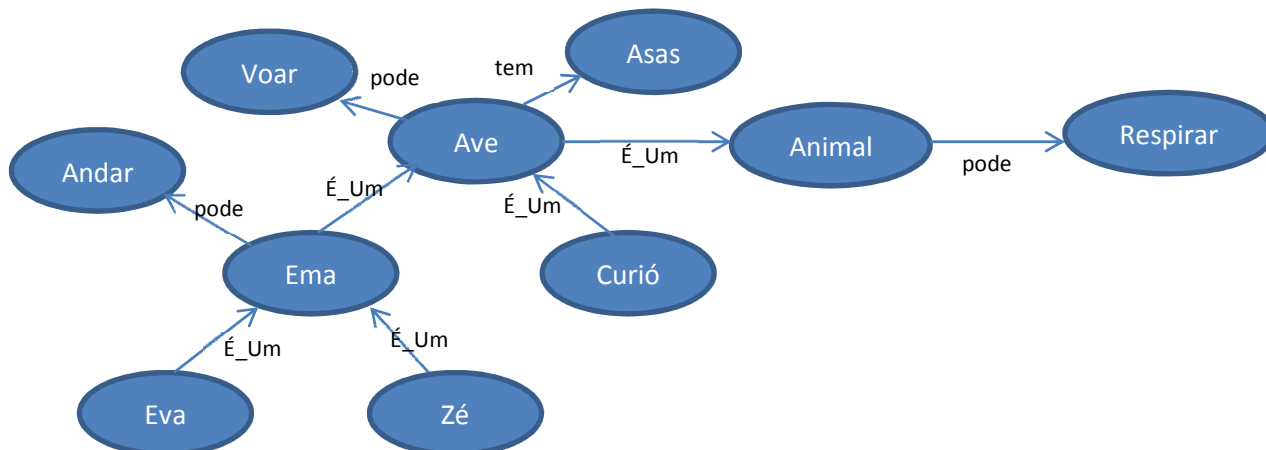 Asas
Voar
pode
tem
Ave
Animal
Respirar
É_Um
pode
Andar
É_Um
pode
É_Um
Ema
Curió
É_Um
É_Um
Eva
Zé